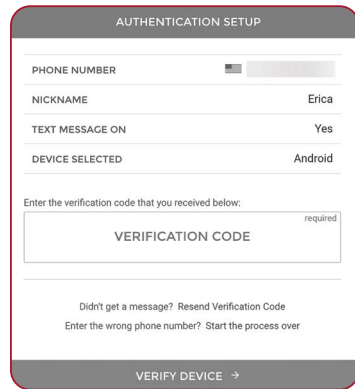 AUTHENTICATION SETUP
PHONE NUMBER
NICKNAME Erica
TEXT MESSAGE ON Yes
DEVICE SELECTED Android
Enter the verification code that you received below:
required
VERIFICATION CODE
Didn't get a message? Resend Verification Code
Enter the wrong phone number? Start the process over
VERIFY DEVICE →